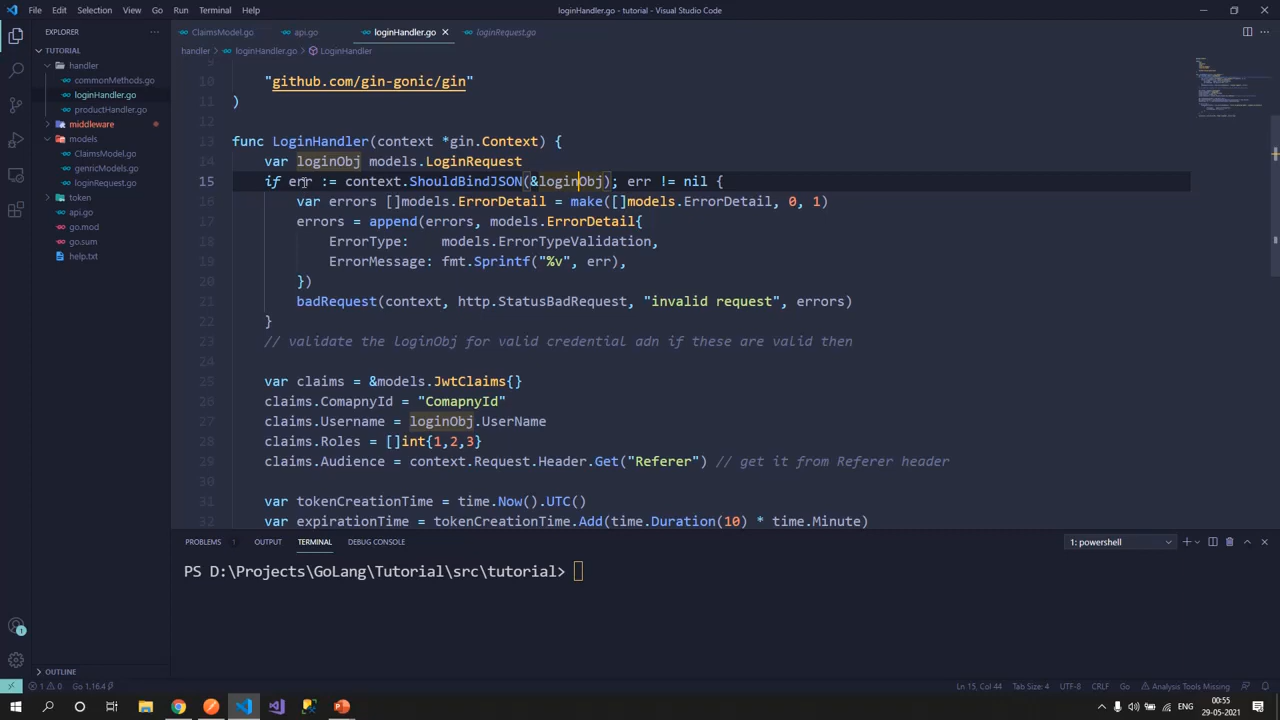 File Edit Selection View Go Run Terminal Help
loginHandler.go - tutorial - Visual Studio Code
EXPLORER
ClaimsModel.go
api.go
loginHandler.go
loginRequest.go
TUTORIAL
handler
commonMethods.go
loginHandler.go
productHandler.go
middleware
models
ClaimsModel.go
genricModels.go
loginRequest.go
token
api.go
go.mod
go.sum
help.txt
OUTLINE
handler > loginHandler.go > LoginHandler
9
10 "github.com/gin-gonic/gin"
11 )
12
13 func LoginHandler(context *gin.Context) {
14 var loginObj models.LoginRequest
15 if err := context.ShouldBindJSON(&loginObj); err != nil {
16 var errors []models.ErrorDetail = make([]models.ErrorDetail, 0, 1)
17 errors = append(errors, models.ErrorDetail{
18 ErrorType: models.ErrorTypeValidation,
19 ErrorMessage: fmt.Sprintf("%v", err),
20 })
21 badRequest(context, http.StatusBadRequest, "invalid request", errors)
22 }
23 // validate the loginObj for valid credential adn if these are valid then
24
25 var claims = &models.JwtClaims{}
26 claims.ComapnyId = "ComapnyId"
27 claims.Username = loginObj.UserName
28 claims.Roles = []int{1,2,3}
29 claims.Audience = context.Request.Header.Get("Referer") // get it from Referer header
30
31 var tokenCreationTime = time.Now().UTC()
32 var expirationTime = tokenCreationTime.Add(time.Duration(10) * time.Minute)
PROBLEMS 1 OUTPUT TERMINAL DEBUG CONSOLE
1: powershell
PS D:\Projects\GoLang\Tutorial\src\tutorial>
1 0 Go 1.16.4
Ln 15, Col 44 Tab Size: 4 UTF-8 CRLF Go Analysis Tools Missing
ENG
00:55
29-05-2021